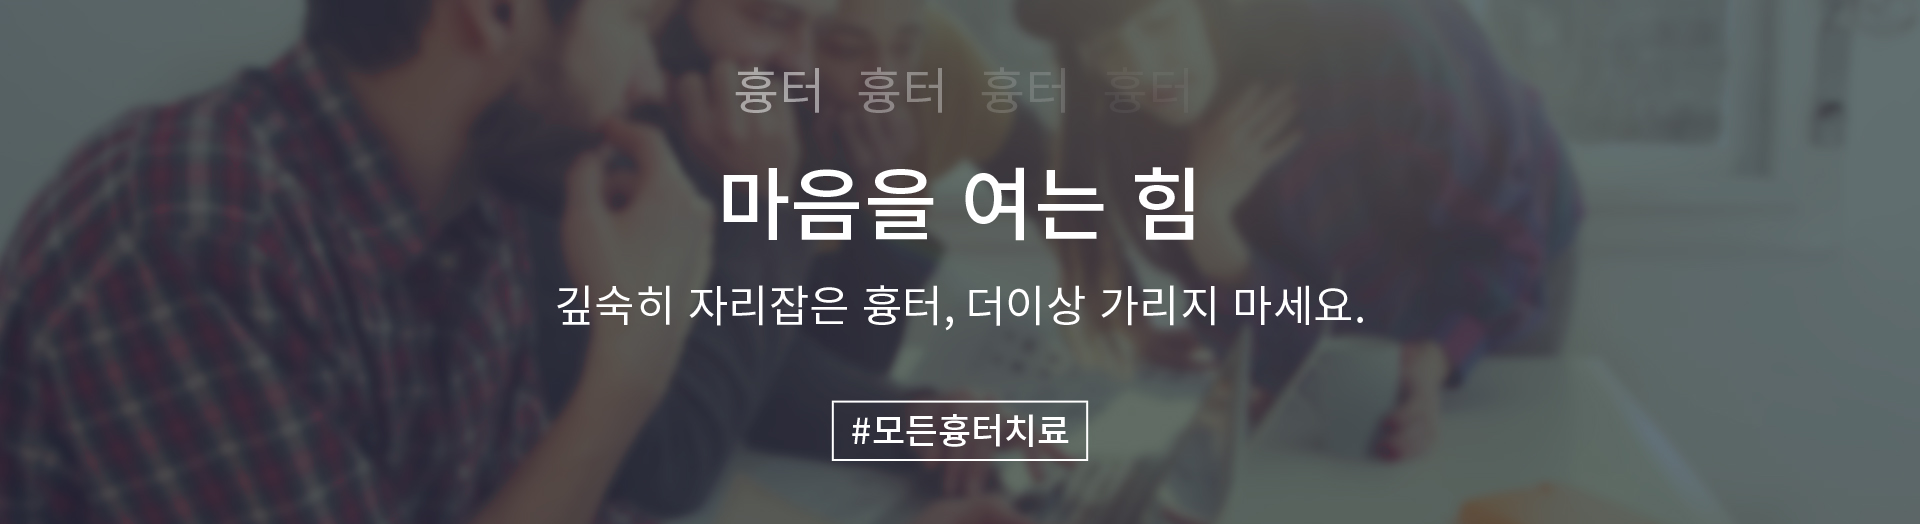 흉터 흉터 흉터 흉터
마음을 여는 힘
깊숙히 자리잡은 흉터, 더이상 가리지 마세요.
#모든흉터치료